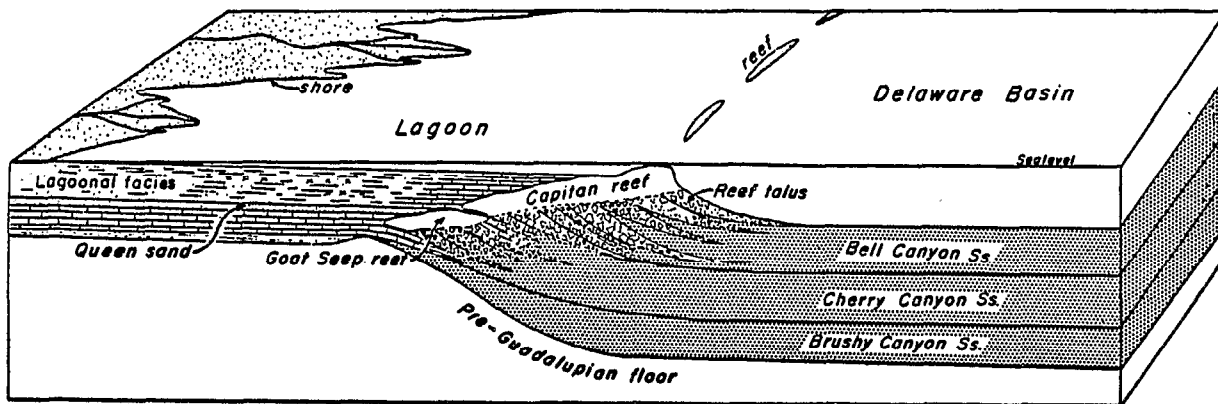 reef
shore
Delaware Basin
Lagoon
Sealevel
Lagoonal facies
Capitan reef
Reef talus
Queen sand
Goat Seep reef
Bell Canyon Ss.
Cherry Canyon Ss.
Brushy Canyon Ss.
Pre-Guadalupian floor